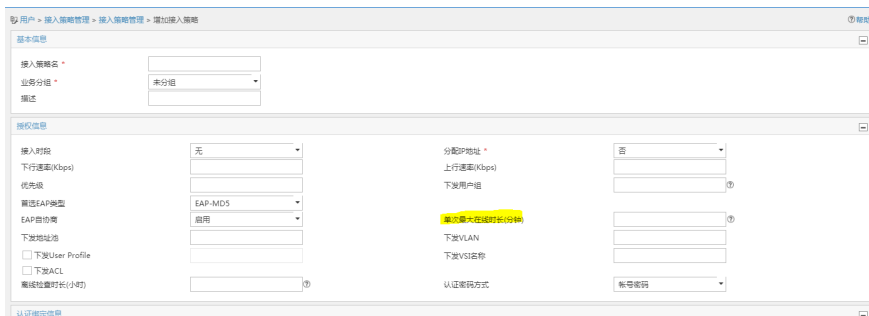 用户 > 接入策略管理 > 接入策略管理 > 增加接入策略 帮助
基本信息
接入策略名 *
业务分组 * 未分组
描述
授权信息
接入时段 无 分配IP地址 * 否
下行速率(Kbps) 上行速率(Kbps)
优先级 下发用户组
首选EAP类型 EAP-MD5
EAP自协商 启用 单次最大在线时长(分钟)
下发地址池 下发VLAN
下发User Profile 下发VSI名称
下发ACL
离线检查时长(小时) 认证密码方式 帐号密码
认证绑定信息